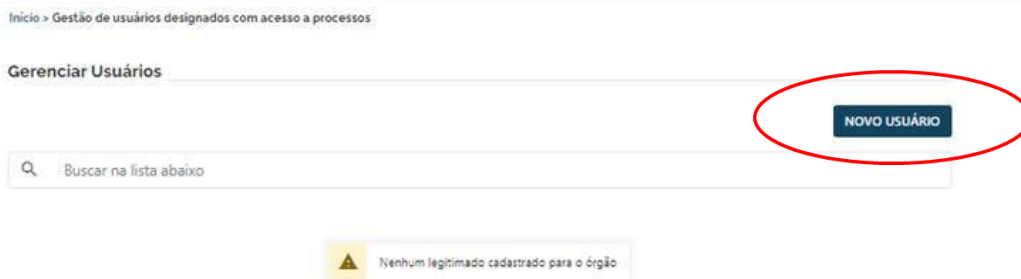 Início > Gestão de usuários designados com acesso a processos
Gerenciar Usuários
NOVO USUÁRIO
Buscar na lista abaixo
Nenhum legitimado cadastrado para o órgão